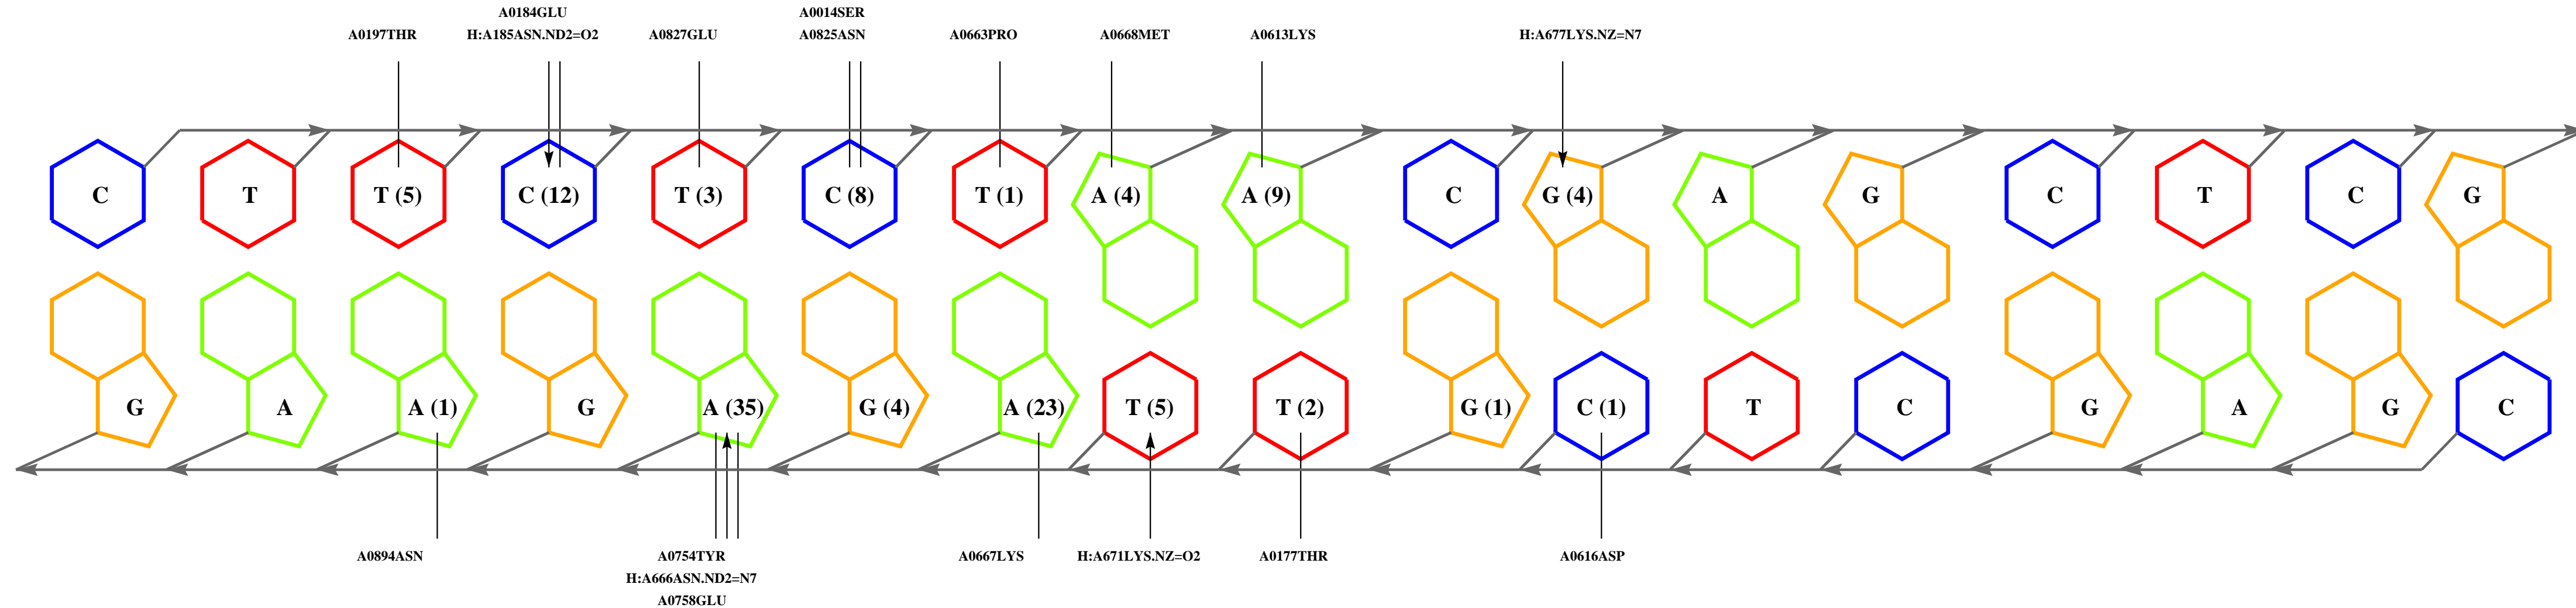 A0184GLU A0014SER
A0197THR H:A185ASN.ND2=O2 A0827GLU A0825ASN A0663PRO A0668MET A0613LYS H:A677LYS.NZ=N7
C T T (5) C (12) T (3) C (8) T (1) A (4) A (9) C G (4) A G C T C G
G A A (1) G A (35) G (4) A (23) T (5) T (2) G (1) C (1) T C G A G C
A0894ASN A0754TYR A0667LYS H:A671LYS.NZ=O2 A0177THR A0616ASP
H:A666ASN.ND2=N7
A0758GLU